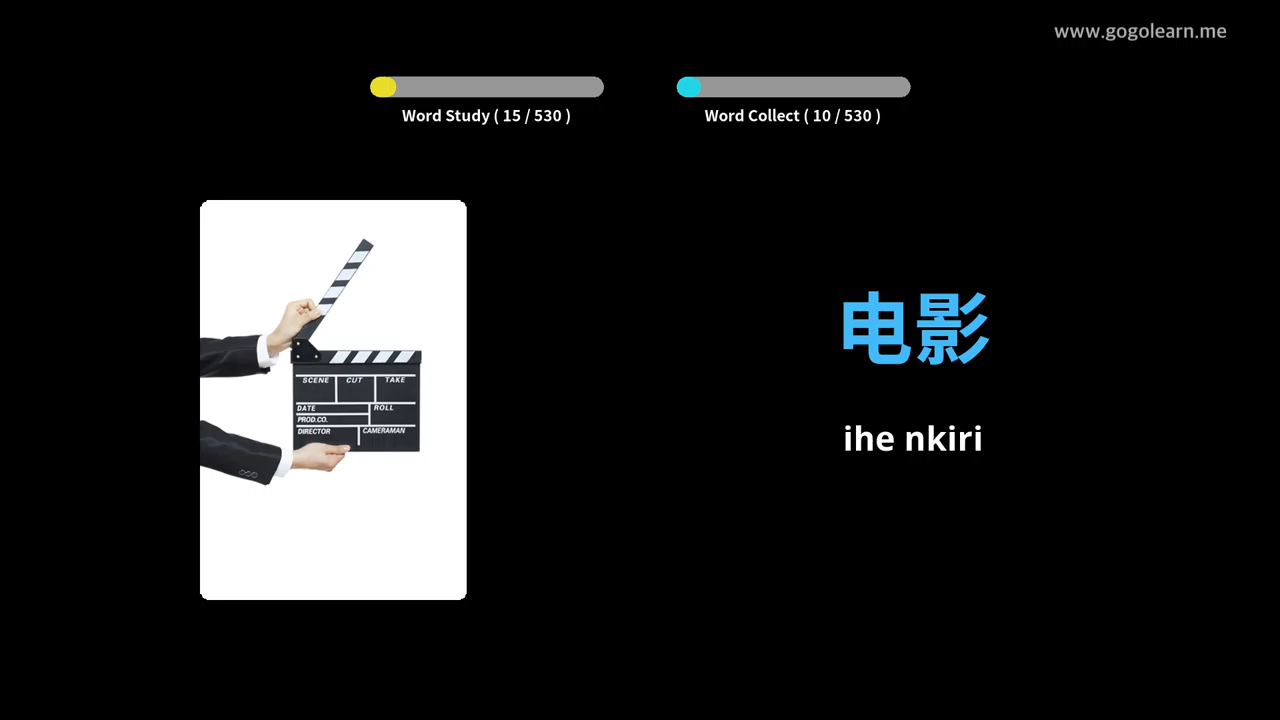 www.gogolearn.me
Word Study ( 15 / 530 )
Word Collect ( 10 / 530 )
SCENE CUT TAKE
DATE ROLL
PROD.CO.
DIRECTOR CAMERAMAN
电影
ihe nkiri